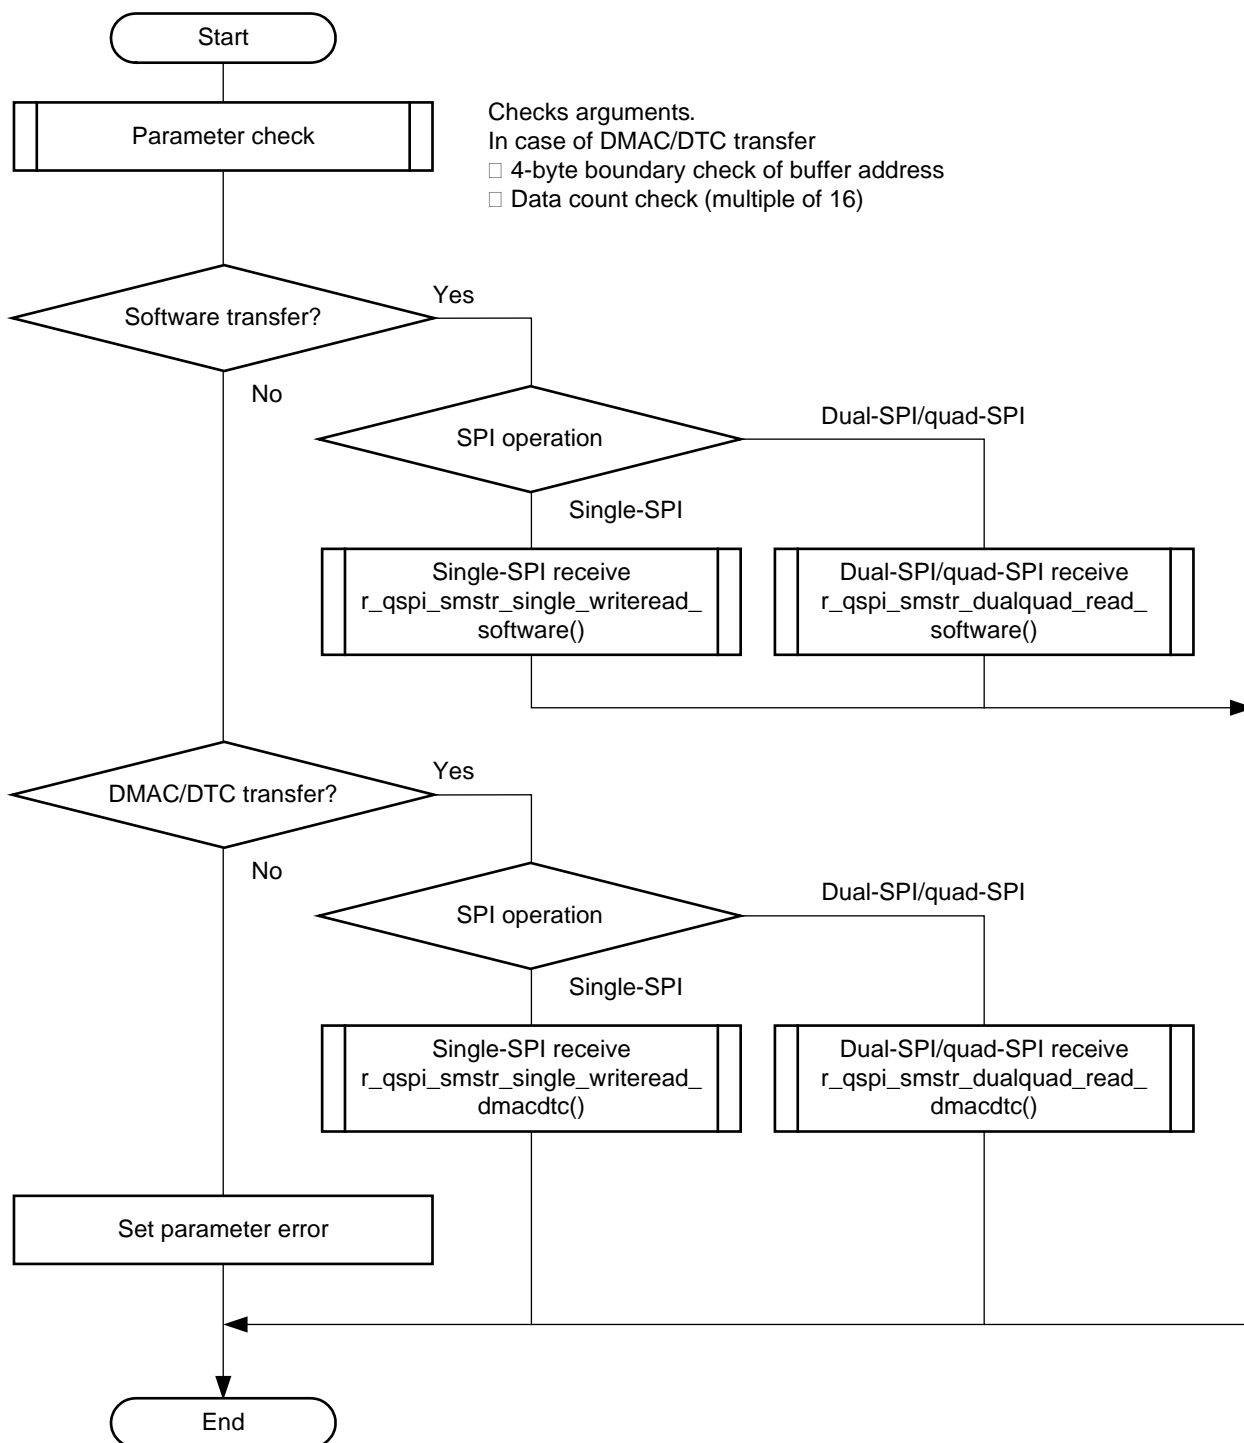 Start
Parameter check
Checks arguments.
In case of DMAC/DTC transfer
□ 4-byte boundary check of buffer address
□ Data count check (multiple of 16)
Software transfer?
Yes
No
SPI operation
Dual-SPI/quad-SPI
Single-SPI
Single-SPI receive
r_qspi_smstr_single_writeread_
software()
Dual-SPI/quad-SPI receive
r_qspi_smstr_dualquad_read_
software()
DMAC/DTC transfer?
Yes
No
SPI operation
Dual-SPI/quad-SPI
Single-SPI
Single-SPI receive
r_qspi_smstr_single_writeread_
dmacdtc()
Dual-SPI/quad-SPI receive
r_qspi_smstr_dualquad_read_
dmacdtc()
Set parameter error
End